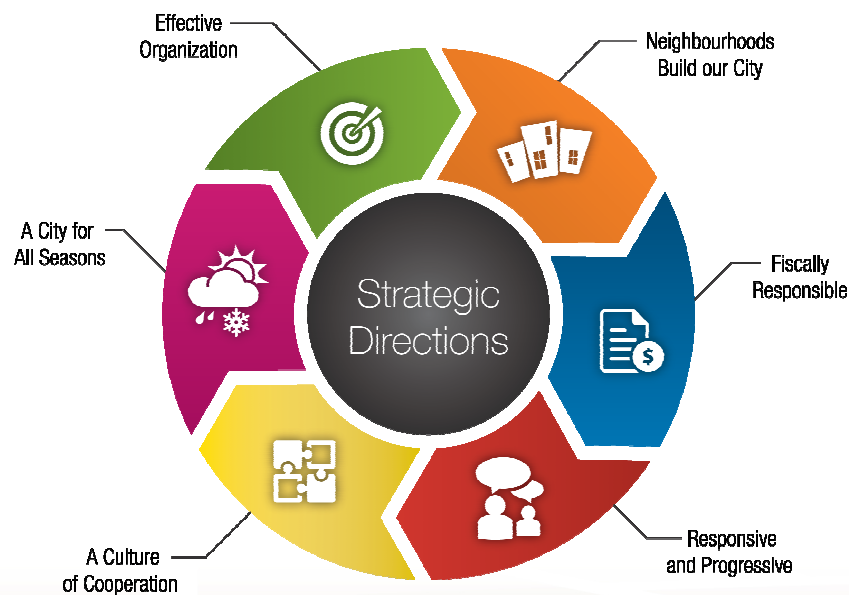 Effective
Organization
Neighbourhoods
Build our City
A City for
All Seasons
Strategic
Directions
Fiscally
Responsible
$
A Culture
of Cooperation
Responsive
and Progressive